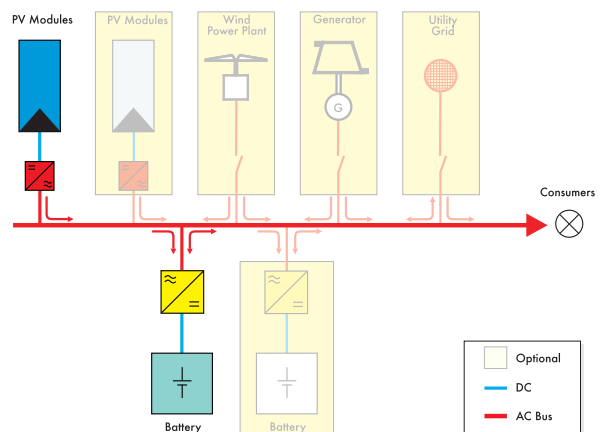 PV Modules
PV Modules
Wind
Power Plant
Generator
Utility
Grid
G
Consumers
Battery
Battery
Optional
DC
AC Bus